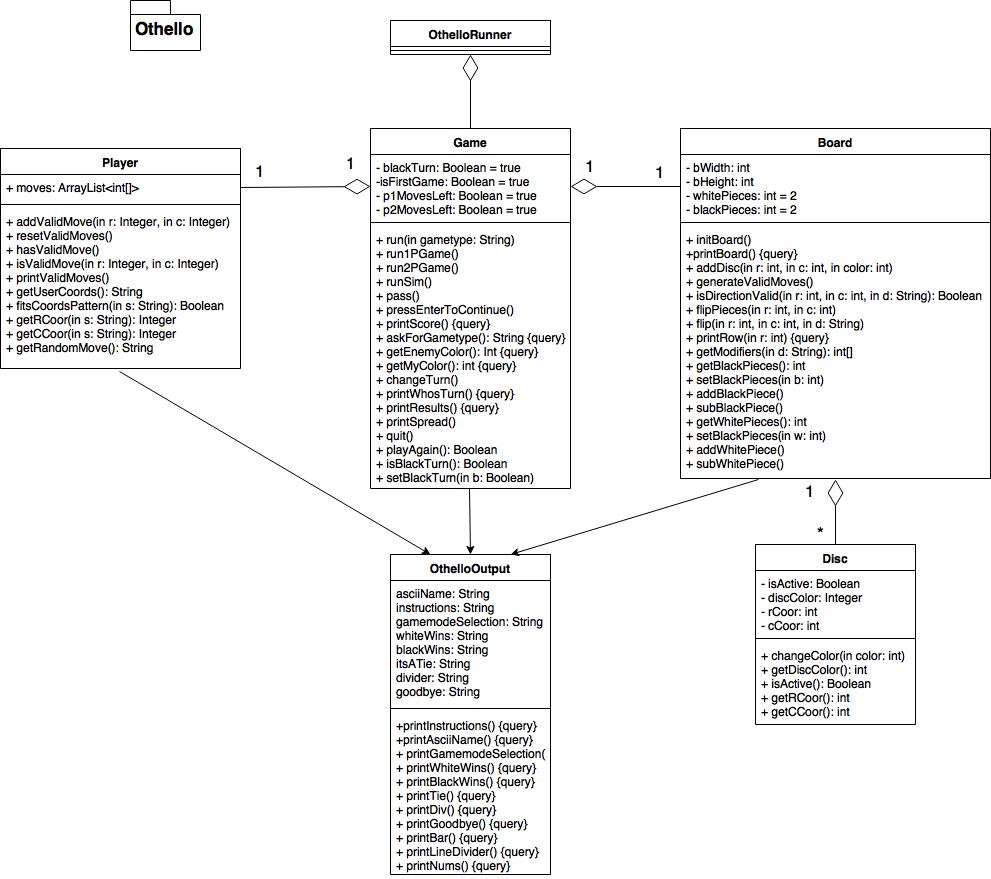 Othello
OthelloRunner
Player
+ moves: ArrayList<int[]>
+ addValidMove(in r: Integer, in c: Integer)
+ resetValidMoves()
+ hasValidMove()
+ isValidMove(in r: Integer, in c: Integer)
+ printValidMoves()
+ getUserCoords(): String
+ fitsCoordsPattern(in s: String): Boolean
+ getRCoor(in s: String): Integer
+ getCCoor(in s: String): Integer
+ getRandomMove(): String
1
1
Game
- blackTurn: Boolean = true
-isFirstGame: Boolean = true
- p1MovesLeft: Boolean = true
- p2MovesLeft: Boolean = true
+ run(in gametype: String)
+ run1PGame()
+ run2PGame()
+ runSim()
+ pass()
+ pressEnterToContinue()
+ printScore() {query}
+ askForGametype(): String {query}
+ getEnemyColor(): Int {query}
+ getMyColor(): int {query}
+ changeTurn()
+ printWhosTurn() {query}
+ printResults() {query}
+ printSpread()
+ quit()
+ playAgain(): Boolean
+ isBlackTurn(): Boolean
+ setBlackTurn(in b: Boolean)
1
1
Board
- bWidth: int
- bHeight: int
- whitePieces: int = 2
- blackPieces: int = 2
+ initBoard()
+printBoard() {query}
+ addDisc(in r: int, in c: int, in color: int)
+ generateValidMoves()
+ isDirectionValid(in r: int, in c: int, in d: String): Boolean
+ flipPieces(in r: int, in c: int)
+ flip(in r: int, in c: int, in d: String)
+ printRow(in r: int) {query}
+ getModifiers(in d: String): int[]
+ getBlackPieces(): int
+ setBlackPieces(in b: int)
+ addBlackPiece()
+ subBlackPiece()
+ getWhitePieces(): int
+ setBlackPieces(in w: int)
+ addWhitePiece()
+ subWhitePiece()
1
*
OthelloOutput
asciiName: String
instructions: String
gamemodeSelection: String
whiteWins: String
blackWins: String
itsATie: String
divider: String
goodbye: String
+printInstructions() {query}
+printAsciiName() {query}
+ printGamemodeSelection(
+ printWhiteWins() {query}
+ printBlackWins() {query}
+ printTie() {query}
+ printDiv() {query}
+ printGoodbye() {query}
+ printBar() {query}
+ printLineDivider() {query}
+ printNums() {query}
Disc
- isActive: Boolean
- discColor: Integer
- rCoor: int
- cCoor: int
+ changeColor(in color: int)
+ getDiscColor(): int
+ isActive(): Boolean
+ getRCoor(): int
+ getCCoor(): int